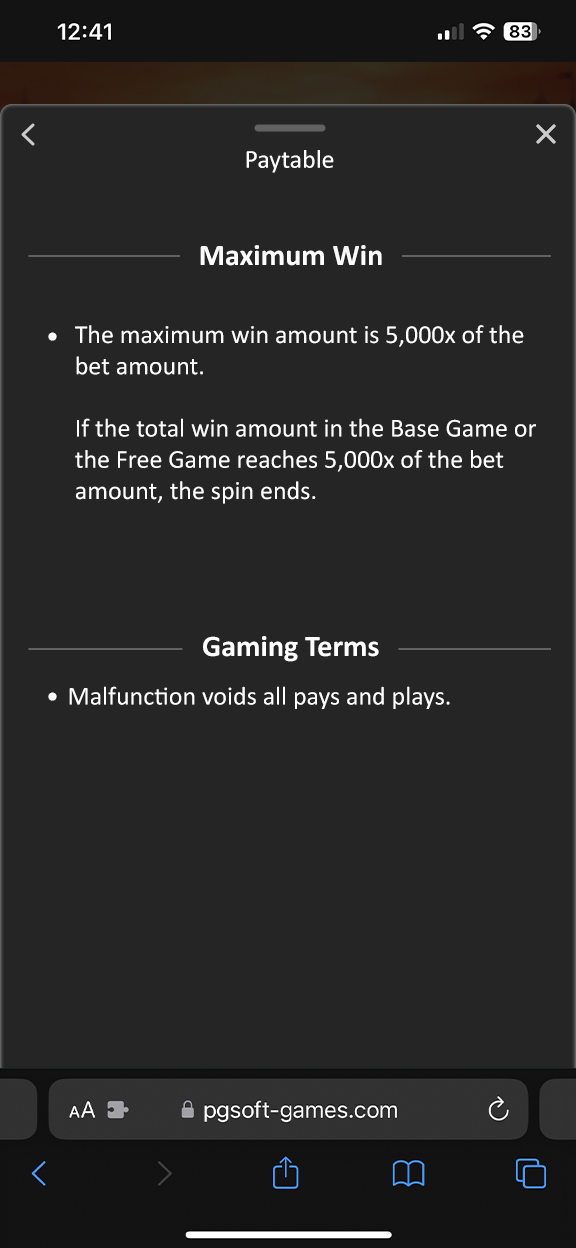 12:41
83
Paytable
Maximum Win
• The maximum win amount is 5,000x of the
bet amount.
If the total win amount in the Base Game or
the Free Game reaches 5,000x of the bet
amount, the spin ends.
Gaming Terms
• Malfunction voids all pays and plays.
AA pgsoft-games.com